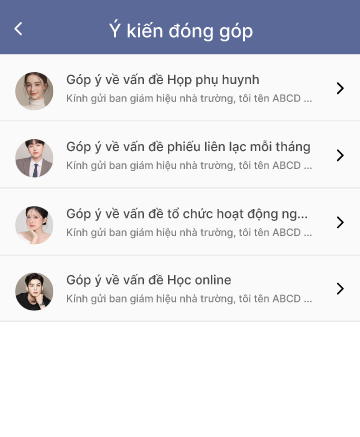 Ý kiến đóng góp
Góp ý về vấn đề Họp phụ huynh
Kính gửi ban giám hiệu nhà trường, tôi tên ABCD ...
Góp ý về vấn đề phiếu liên lạc mỗi tháng
Kính gửi ban giám hiệu nhà trường, tôi tên ABCD ...
Góp ý về vấn đề tổ chức hoạt động ng...
Kính gửi ban giám hiệu nhà trường, tôi tên ABCD ...
Góp ý về vấn đề Học online
Kính gửi ban giám hiệu nhà trường, tôi tên ABCD ...